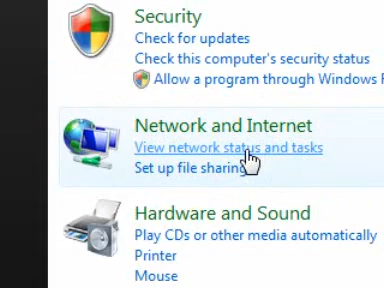 Security
Check for updates
Check this computer's security status
Allow a program through Windows
Network and Internet
View network status and tasks
Set up file sharing
Hardware and Sound
Play CDs or other media automatically
Printer
Mouse